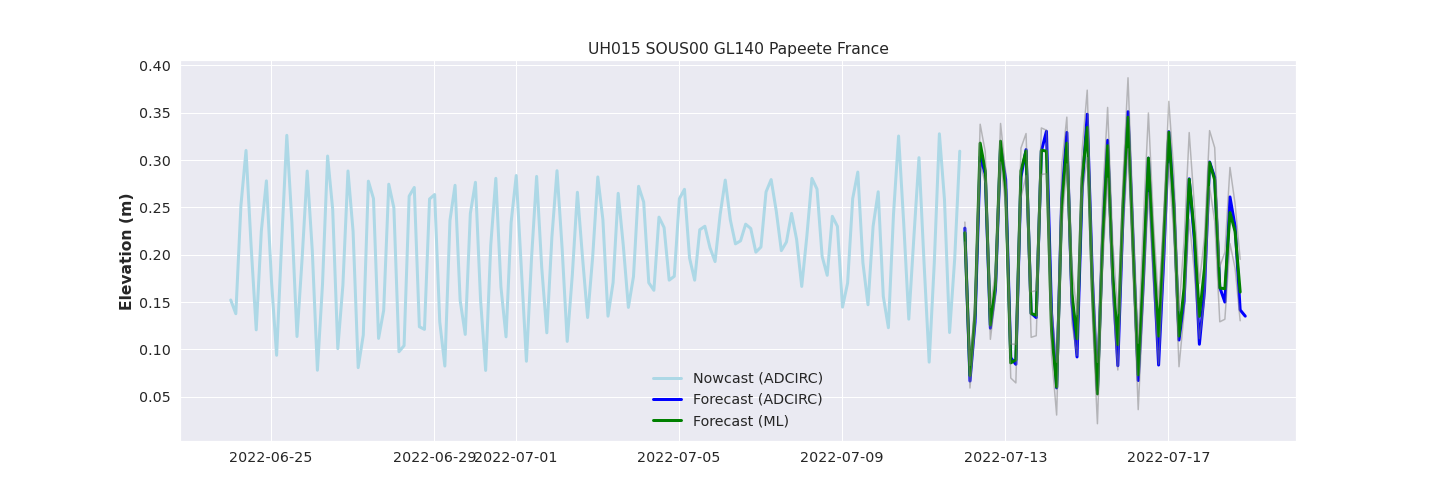 UH015 SOUS00 GL140 Papeete France
Elevation (m)
0.40
0.35
0.30
0.25
0.20
0.15
0.10
0.05
Nowcast (ADCIRC)
Forecast (ADCIRC)
Forecast (ML)
2022-06-25 2022-06-29 2022-07-01 2022-07-05 2022-07-09 2022-07-13 2022-07-17